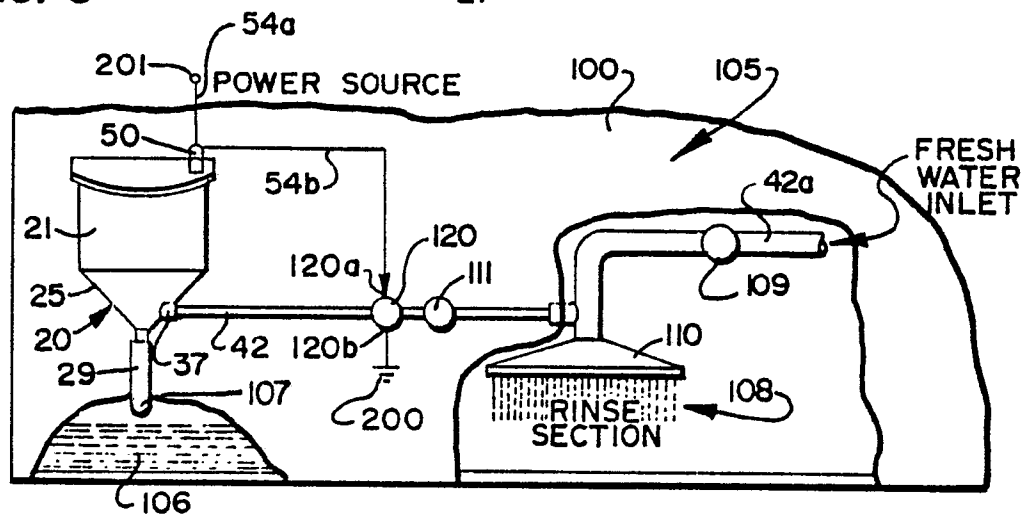 54a
201
POWER SOURCE
100
105
50
FRESH
WATER
INLET
54b
42a
21
120
120a
111
109
25
20
42
120b
110
37
29
107
200
108
RINSE
SECTION
106